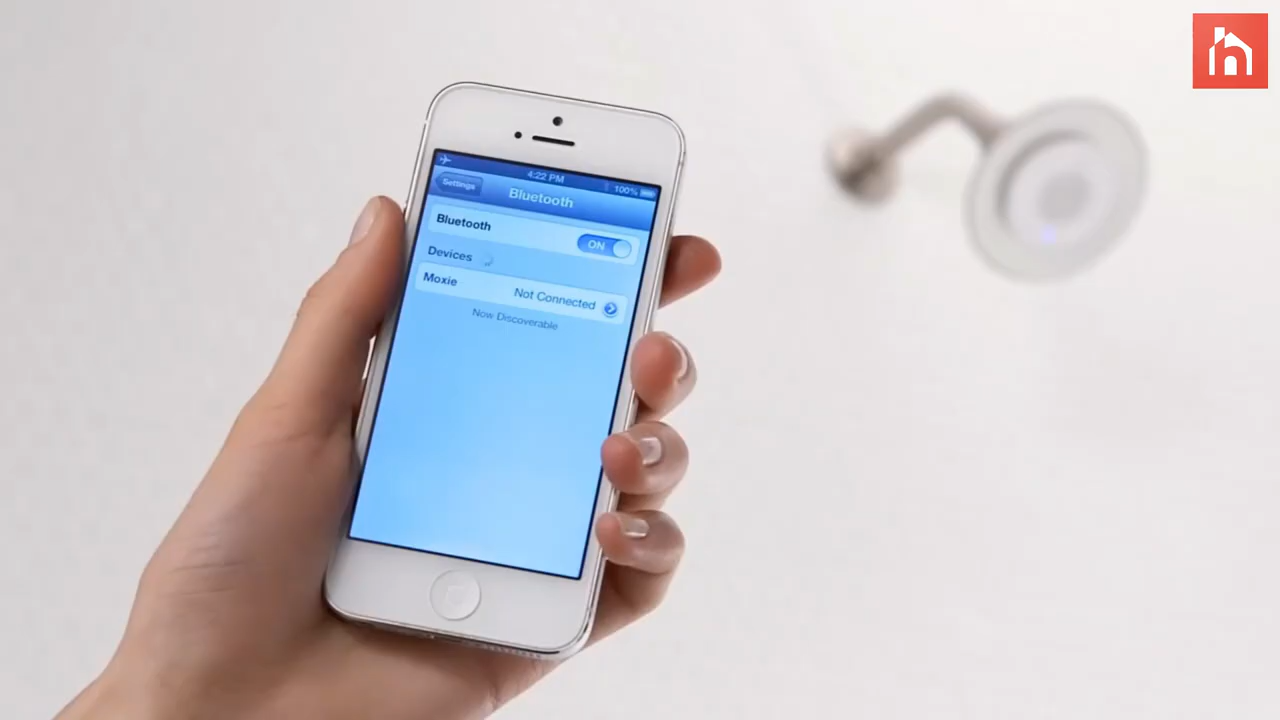 4:22 PM
100%
Settings
Bluetooth
Bluetooth
ON
Devices
Moxie
Not Connected
Now Discoverable
h